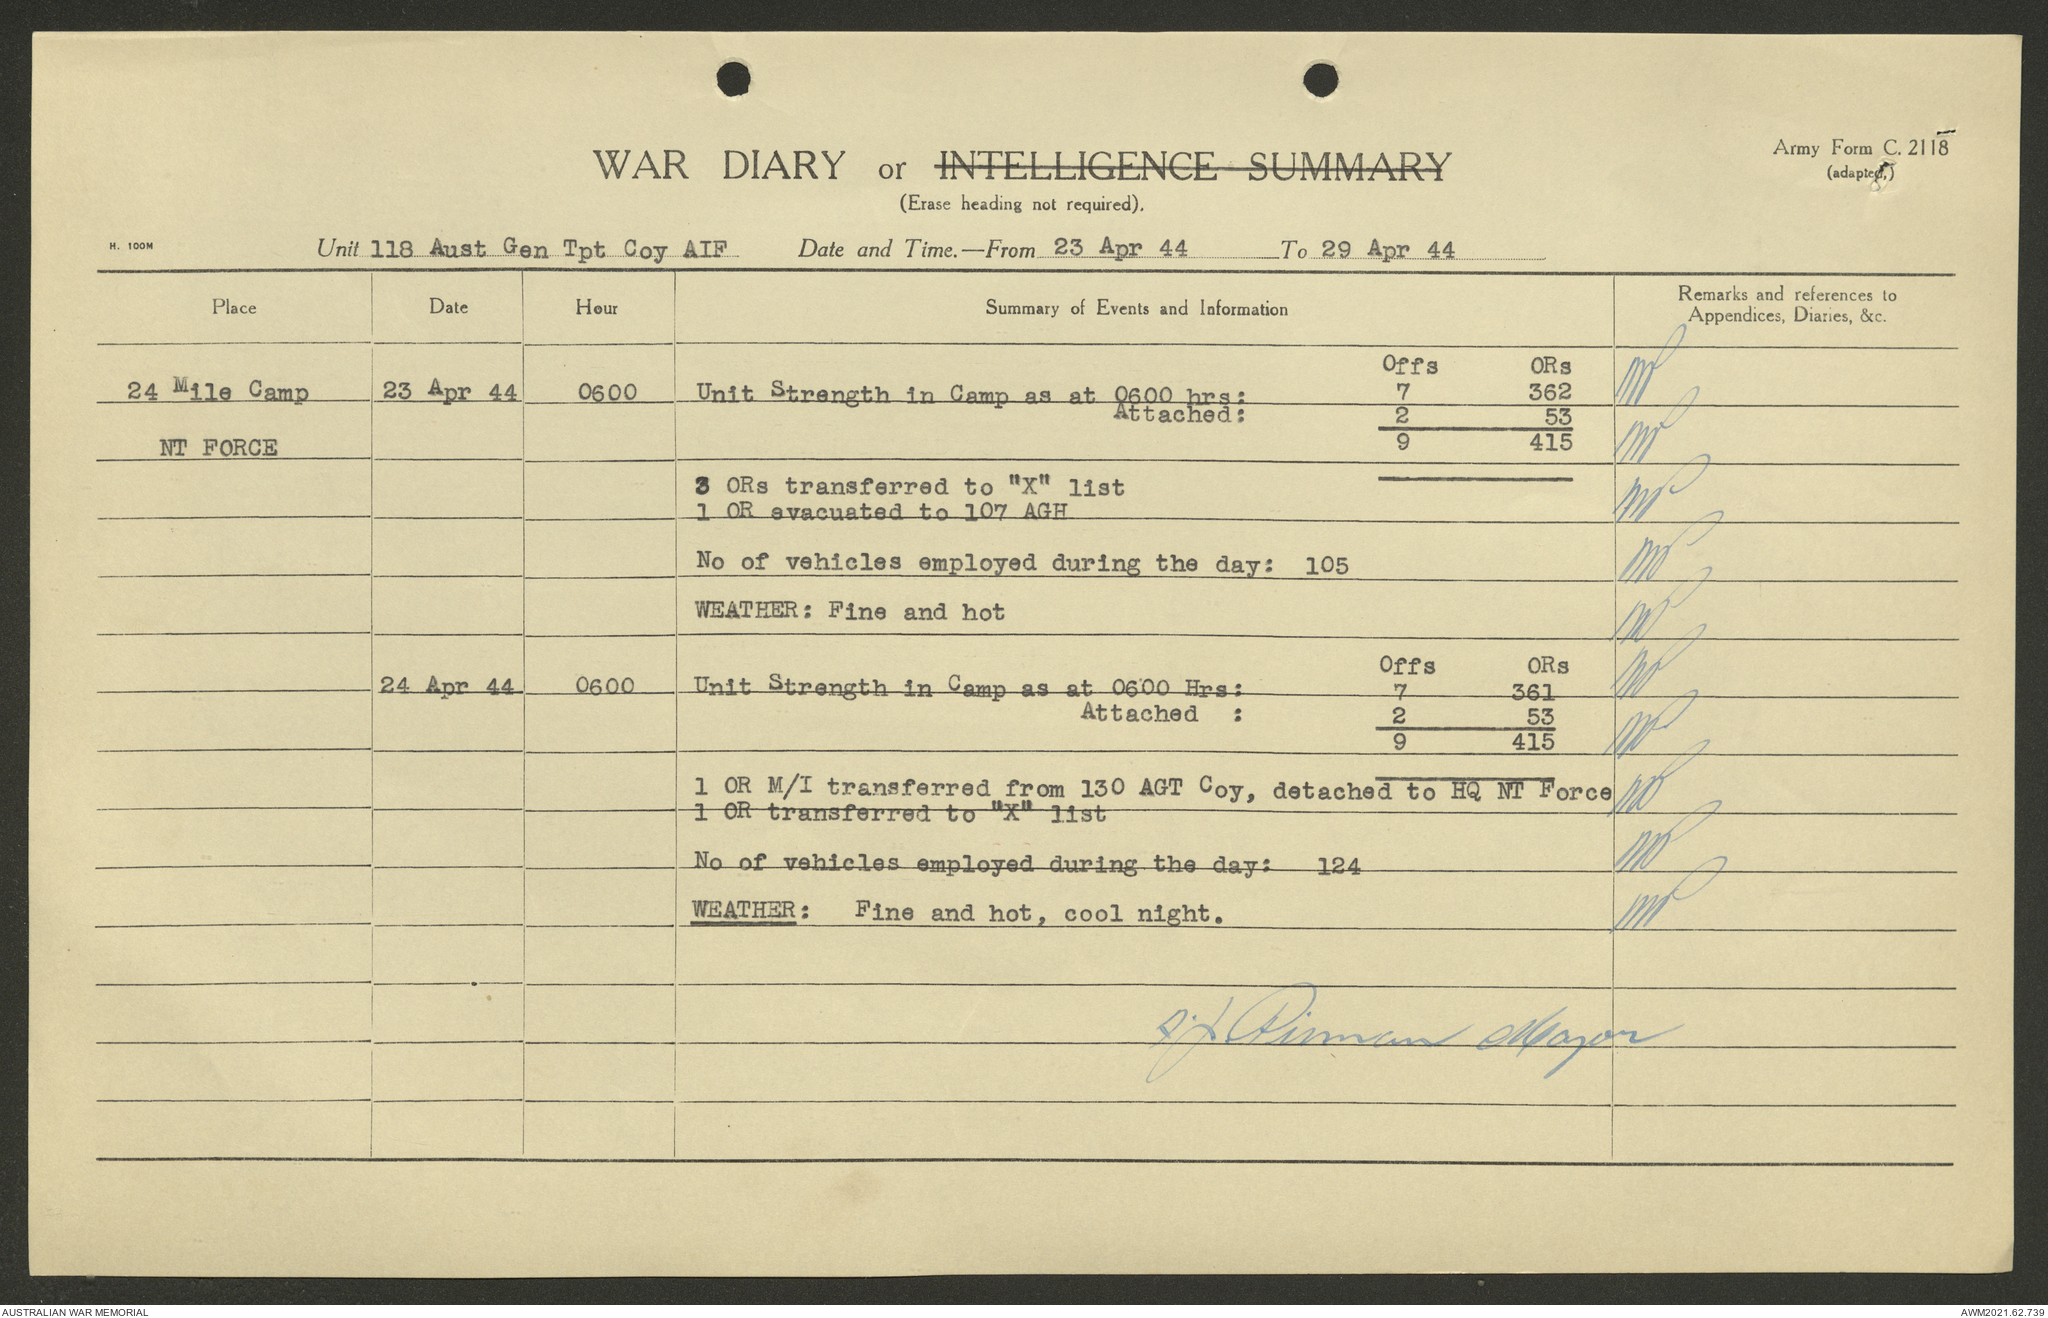 Army Form C. 2118
(adapted,)
WAR DIARY or INTELLIGENCE SUMMARY
(Erase heading not required).
H. 100M
Unit 118 Aust Gen Tpt Coy AIF Date and Time.—From 23 Apr 44 To 29 Apr 44
Place Date Hour Summary of Events and Information Remarks and references to
Appendices, Diaries, &c.
Offs ORs
24 Mile Camp 23 Apr 44 0600 Unit Strength in Camp as at 0600 hrs: 7 362
Attached: 2 53
NT FORCE 9 415
3 ORs transferred to "X" list
1 OR evacuated to 107 AGH
No of vehicles employed during the day: 105
WEATHER: Fine and hot
Offs ORs
24 Apr 44 0600 Unit Strength in Camp as at 0600 Hrs: 7 361
Attached : 2 53
9 415
1 OR M/I transferred from 130 AGT Coy, detached to HQ NT Force
1 OR transferred to "X" list
No of vehicles employed during the day: 124
WEATHER: Fine and hot, cool night.
Major
AUSTRALIAN WAR MEMORIAL AWM2021.62.739